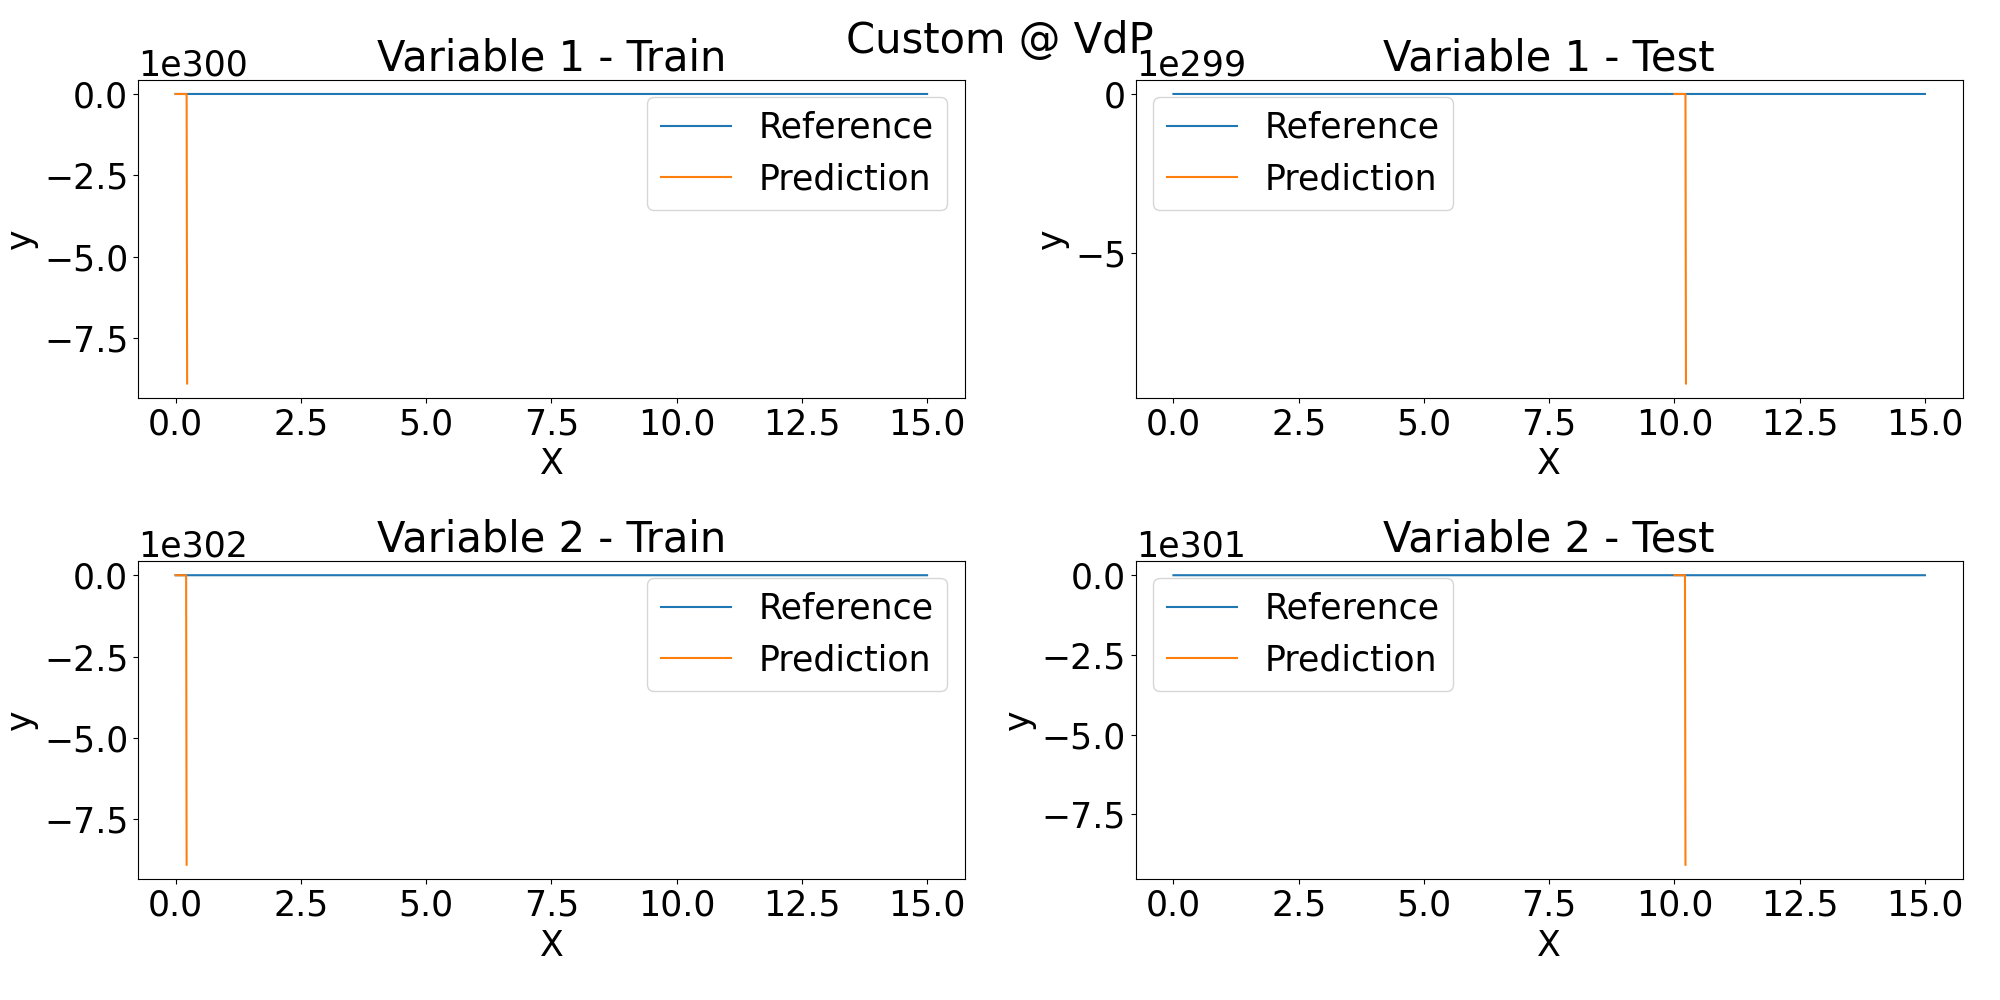 Custom @ VdP
Variable 1 - Train
1e300
0.0
−2.5
−5.0
−7.5
y
Reference
Prediction
0.0 2.5 5.0 7.5 10.0 12.5 15.0
X
Variable 1 - Test
1e299
0
−5
y
Reference
Prediction
0.0 2.5 5.0 7.5 10.0 12.5 15.0
X
Variable 2 - Train
1e302
0.0
−2.5
−5.0
−7.5
y
Reference
Prediction
0.0 2.5 5.0 7.5 10.0 12.5 15.0
X
Variable 2 - Test
1e301
0.0
−2.5
−5.0
−7.5
y
Reference
Prediction
0.0 2.5 5.0 7.5 10.0 12.5 15.0
X